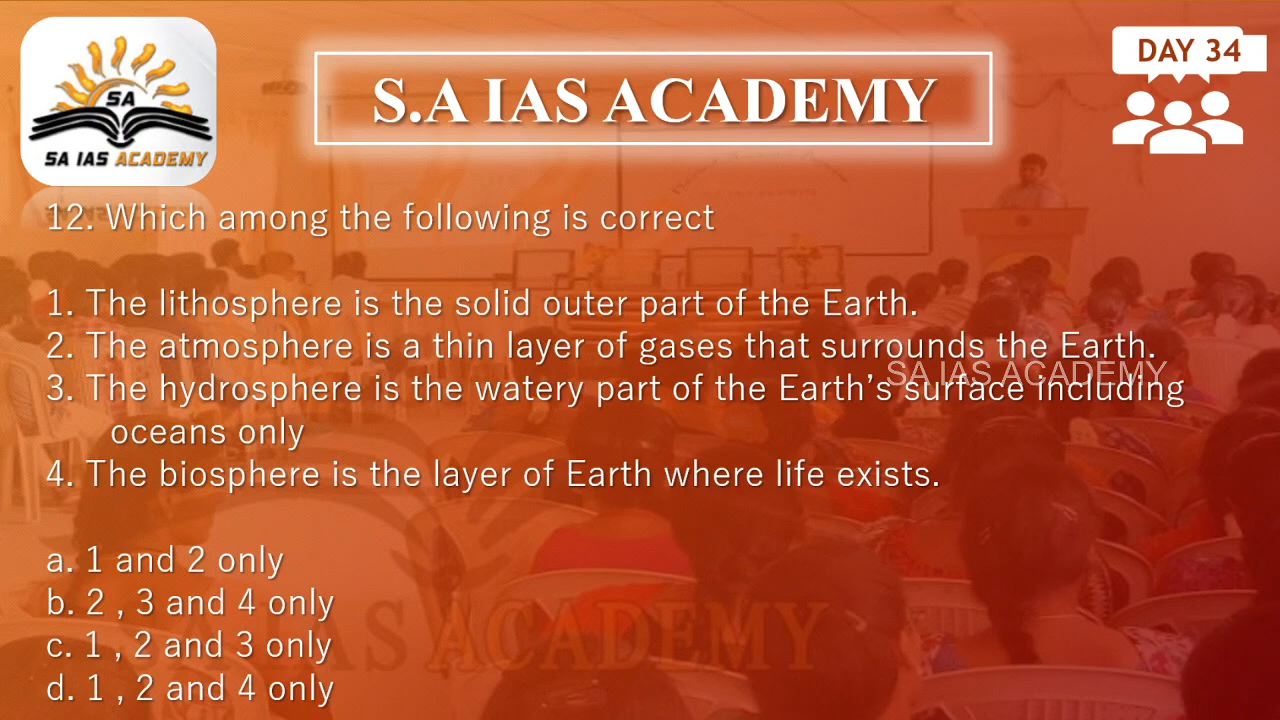 SA
SA IAS ACADEMY
S.A IAS ACADEMY
DAY 34
12. Which among the following is correct
1. The lithosphere is the solid outer part of the Earth.
2. The atmosphere is a thin layer of gases that surrounds the Earth.
SA IAS ACADEMY
3. The hydrosphere is the watery part of the Earth’s surface including
oceans only
4. The biosphere is the layer of Earth where life exists.
a. 1 and 2 only
b. 2 , 3 and 4 only
c. 1 , 2 and 3 only
d. 1 , 2 and 4 only
IAS ACADEMY